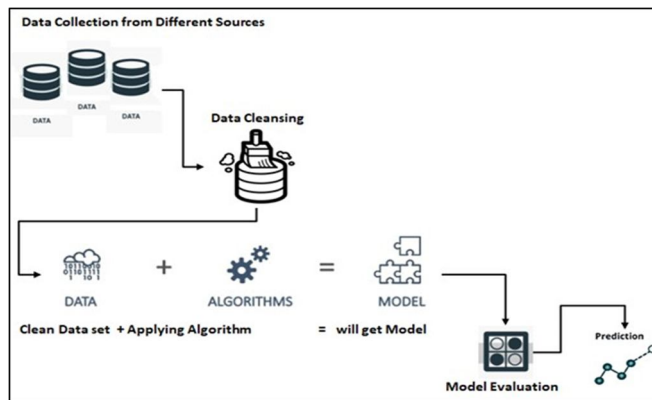 Data Collection from Different Sources
DATA
DATA
DATA
Data Cleansing
DATA + ALGORITHMS = MODEL
Clean Data set + Applying Algorithm = will get Model
Prediction
Model Evaluation